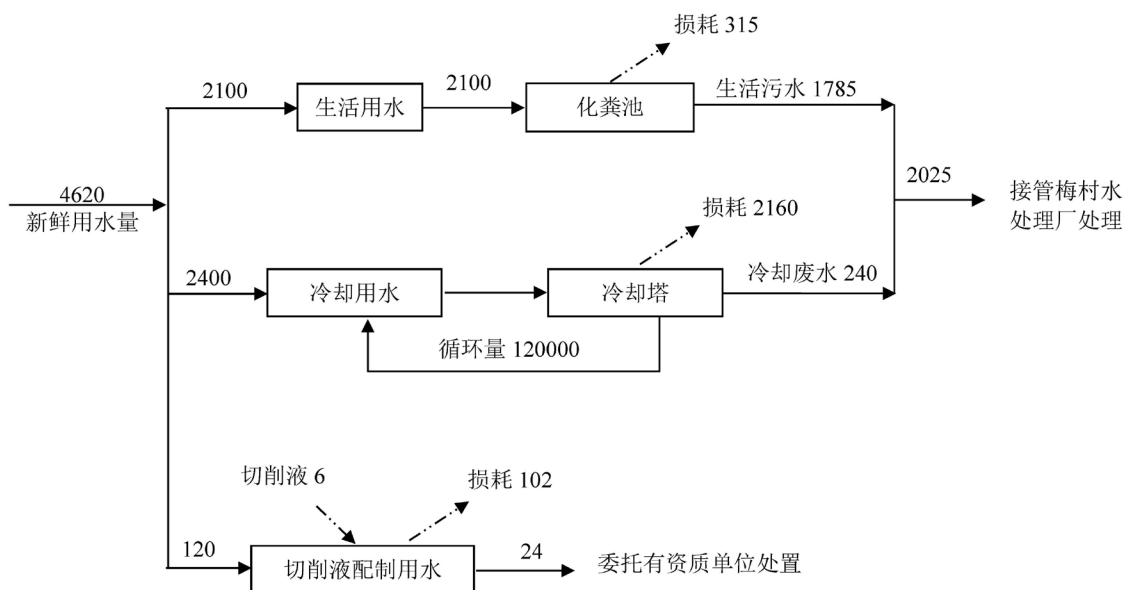 损耗 315
2100
2100
生活污水 1785
生活用水
化粪池
4620
新鲜用水量
2025
接管梅村水
处理厂处理
损耗 2160
2400
冷却废水 240
冷却用水
冷却塔
循环量 120000
切削液 6
损耗 102
120
24
委托有资质单位处置
切削液配制用水